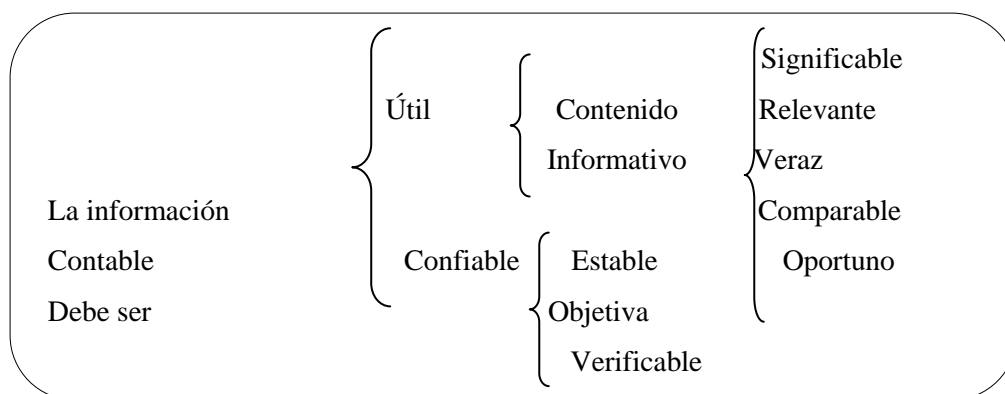 La información
Contable
Debe ser
Útil
Confiable
Contenido
Informativo
Estable
Objetiva
Verificable
Significable
Relevante
Veraz
Comparable
Oportuno